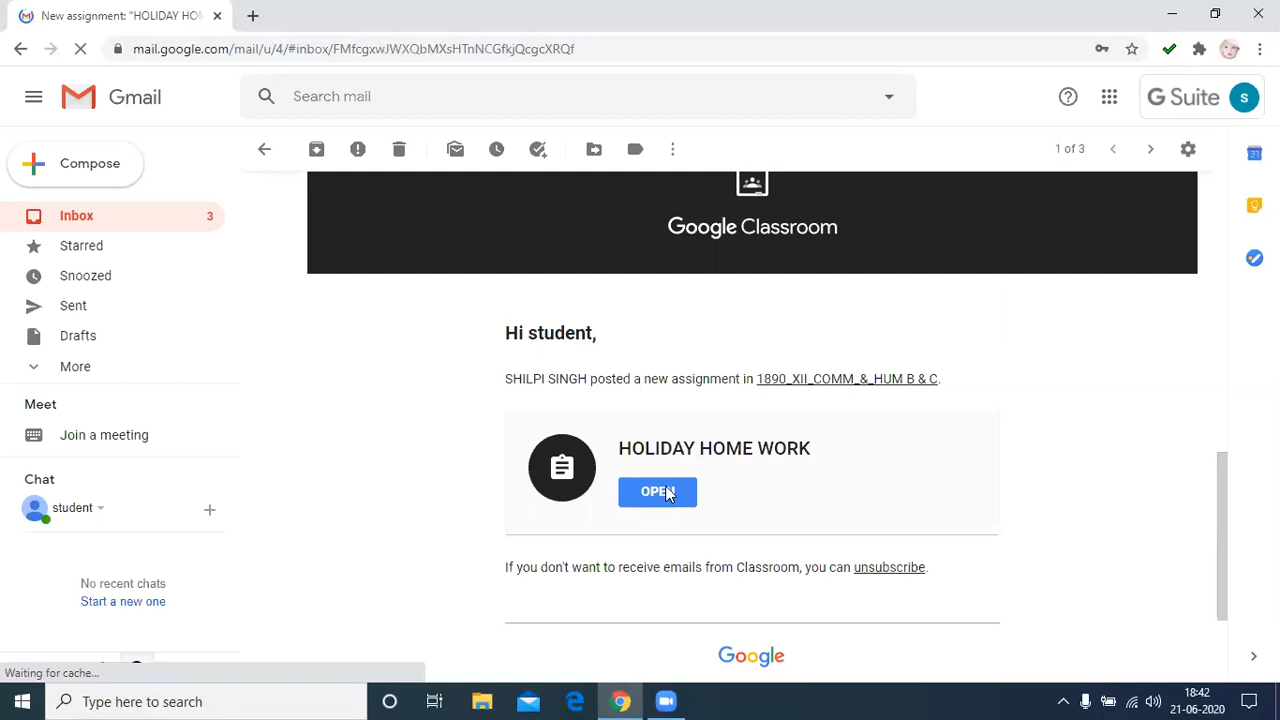 New assignment: "HOLIDAY HO
mail.google.com/mail/u/4/#inbox/FMfcgxwJWXQbMXsHTnNCGfkjQcgcXRQf
Gmail
Search mail
G Suite s
Compose
1 of 3
31
Inbox 3
Starred
Snoozed
Sent
Drafts
More
Meet
Join a meeting
Chat
student
No recent chats
Start a new one
Google Classroom
Hi student,
SHILPI SINGH posted a new assignment in 1890_XII_COMM_&_HUM B & C.
HOLIDAY HOME WORK
OPEN
If you don't want to receive emails from Classroom, you can unsubscribe.
Google
Waiting for cache...
Type here to search
18:42
21-06-2020